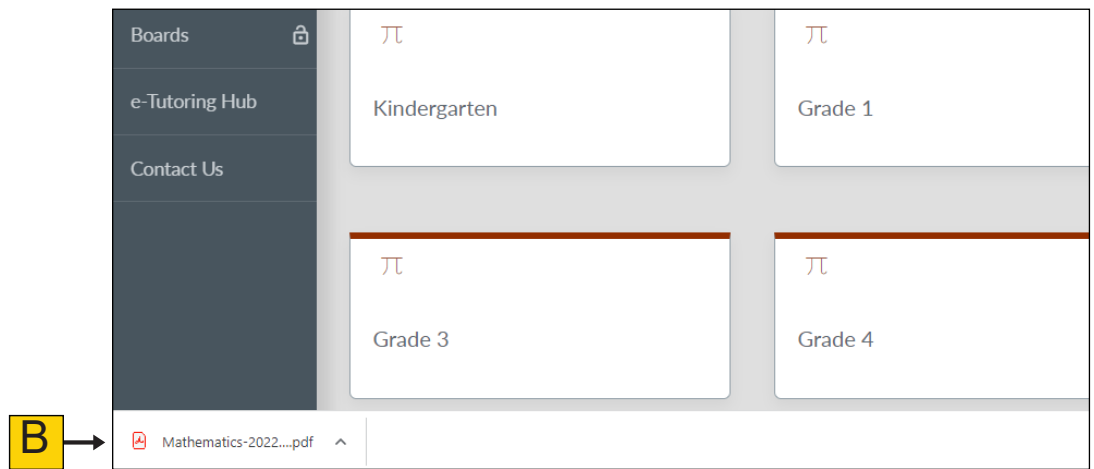 Boards
e-Tutoring Hub
Contact Us
π
Kindergarten
π
Grade 1
π
Grade 3
π
Grade 4
B
Mathematics-2022....pdf